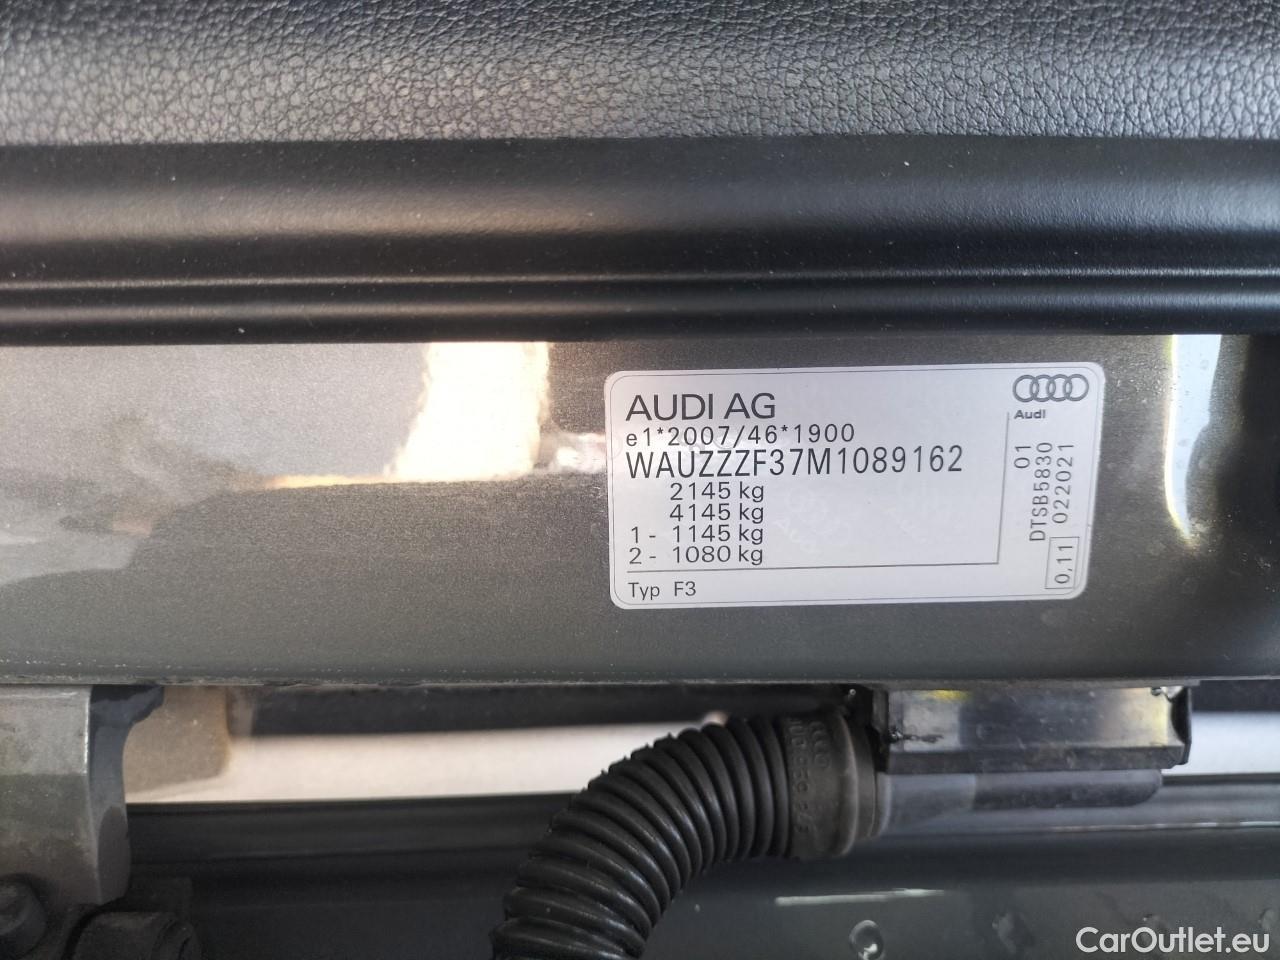 AUDI AG
e1*2007/46*1900
WAUZZZF37M1089162
2145 kg
4145 kg
1 - 1145 kg
2 - 1080 kg
Typ F3
Audi
DTSB5830 01
0,11 022021
CarOutlet.eu